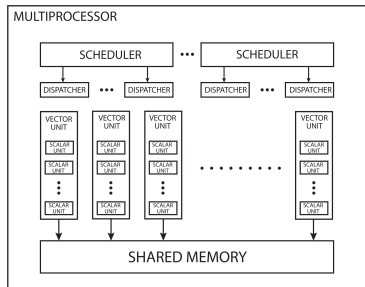 MULTIPROCESSOR
SCHEDULER
SCHEDULER
DISPATCHER
DISPATCHER
DISPATCHER
DISPATCHER
VECTOR
UNIT
SCALAR
UNIT
SCALAR
UNIT
SCALAR
UNIT
VECTOR
UNIT
SCALAR
UNIT
SCALAR
UNIT
SCALAR
UNIT
VECTOR
UNIT
SCALAR
UNIT
SCALAR
UNIT
SCALAR
UNIT
VECTOR
UNIT
SCALAR
UNIT
SCALAR
UNIT
SCALAR
UNIT
SHARED MEMORY